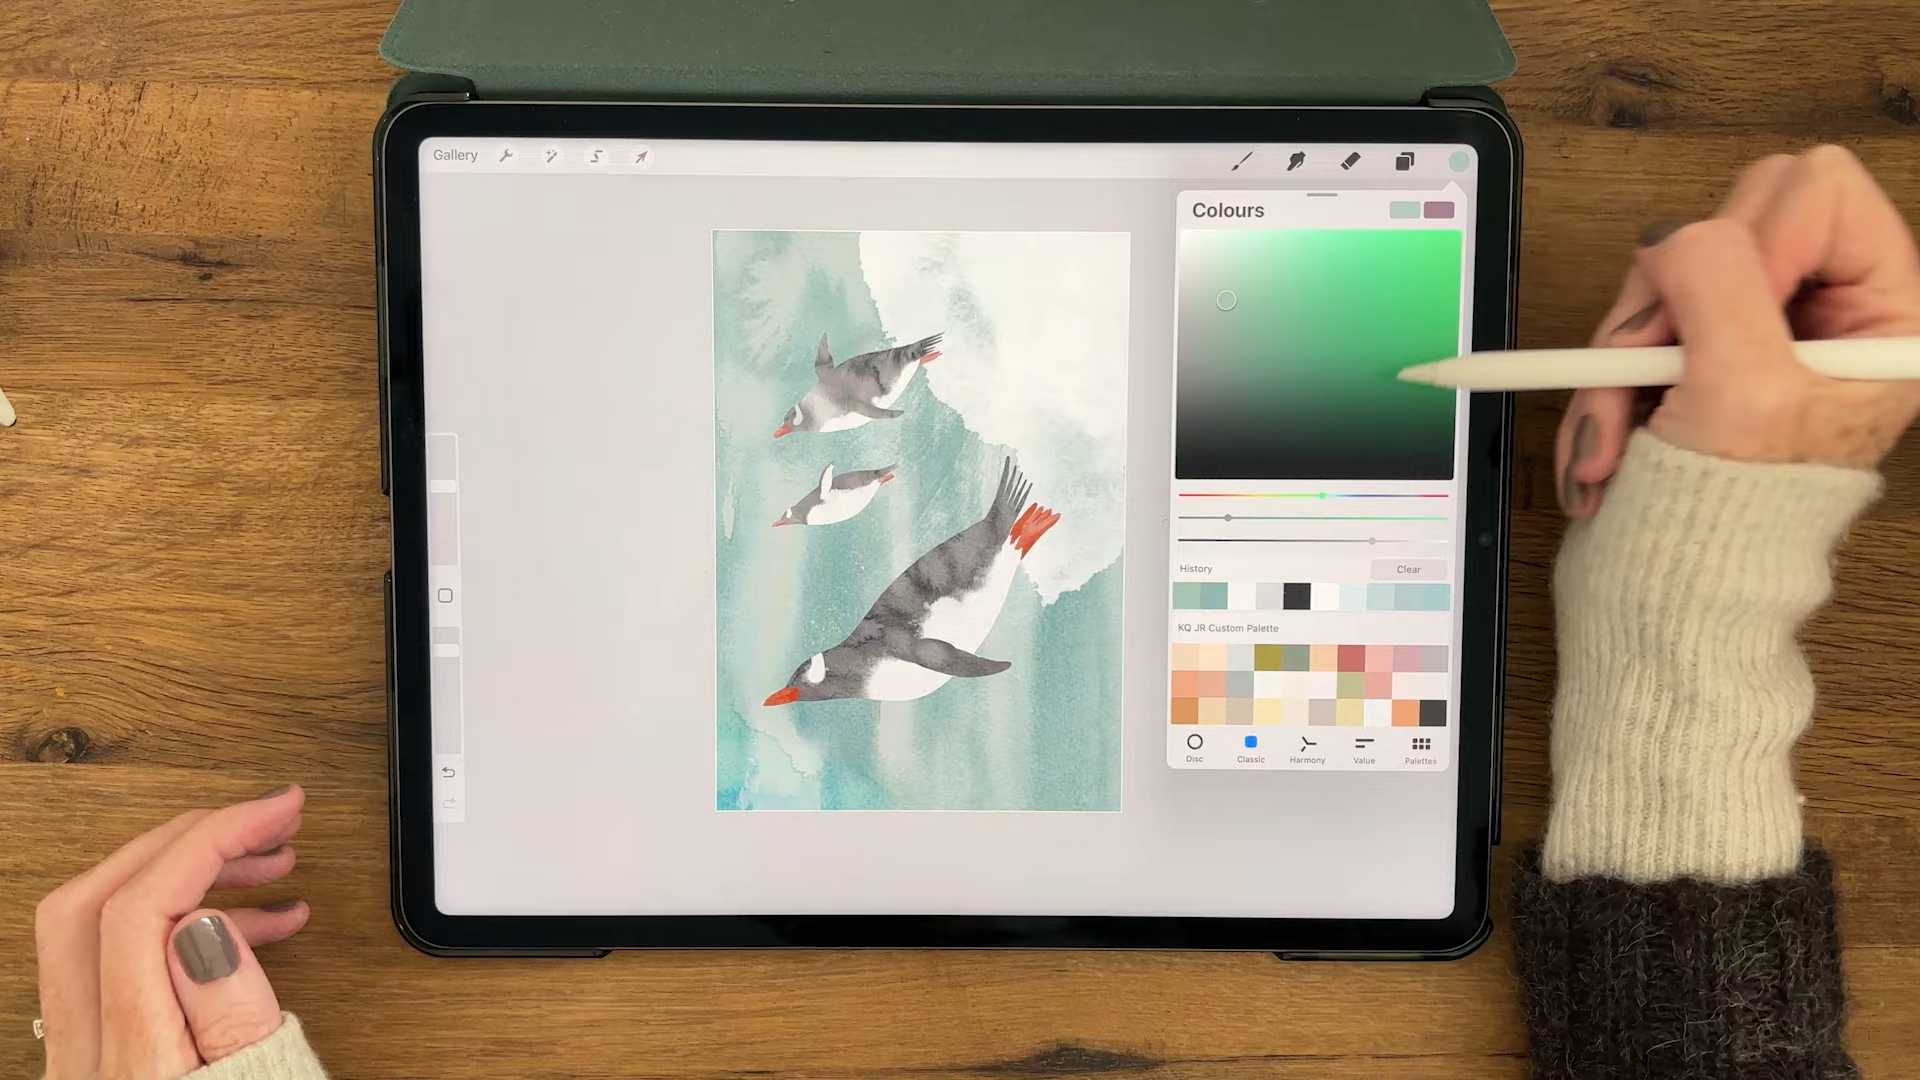 Gallery
Colours
History Clear
KQ JR Custom Palette
Disc Classic Harmony Value Palettes